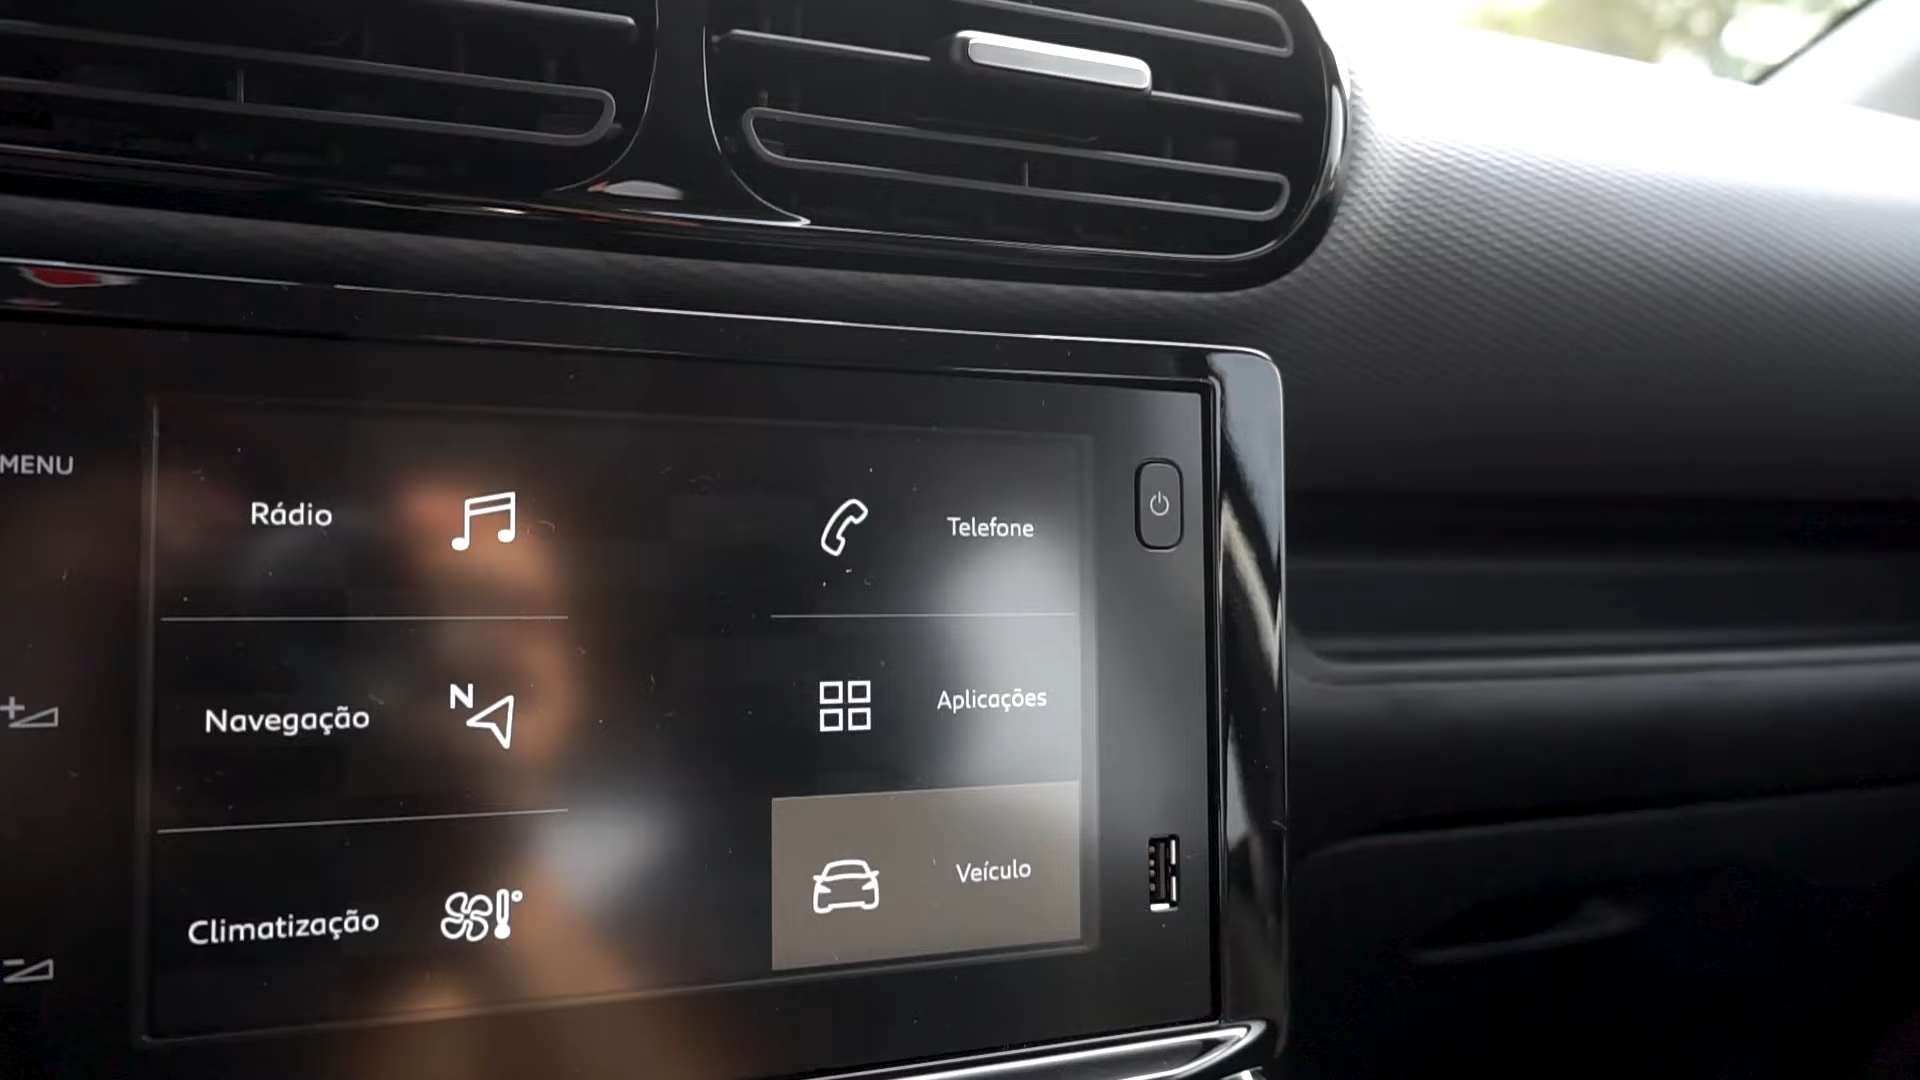 MENU
Rádio
Telefone
N
Navegação
Aplicações
Climatização
Veículo